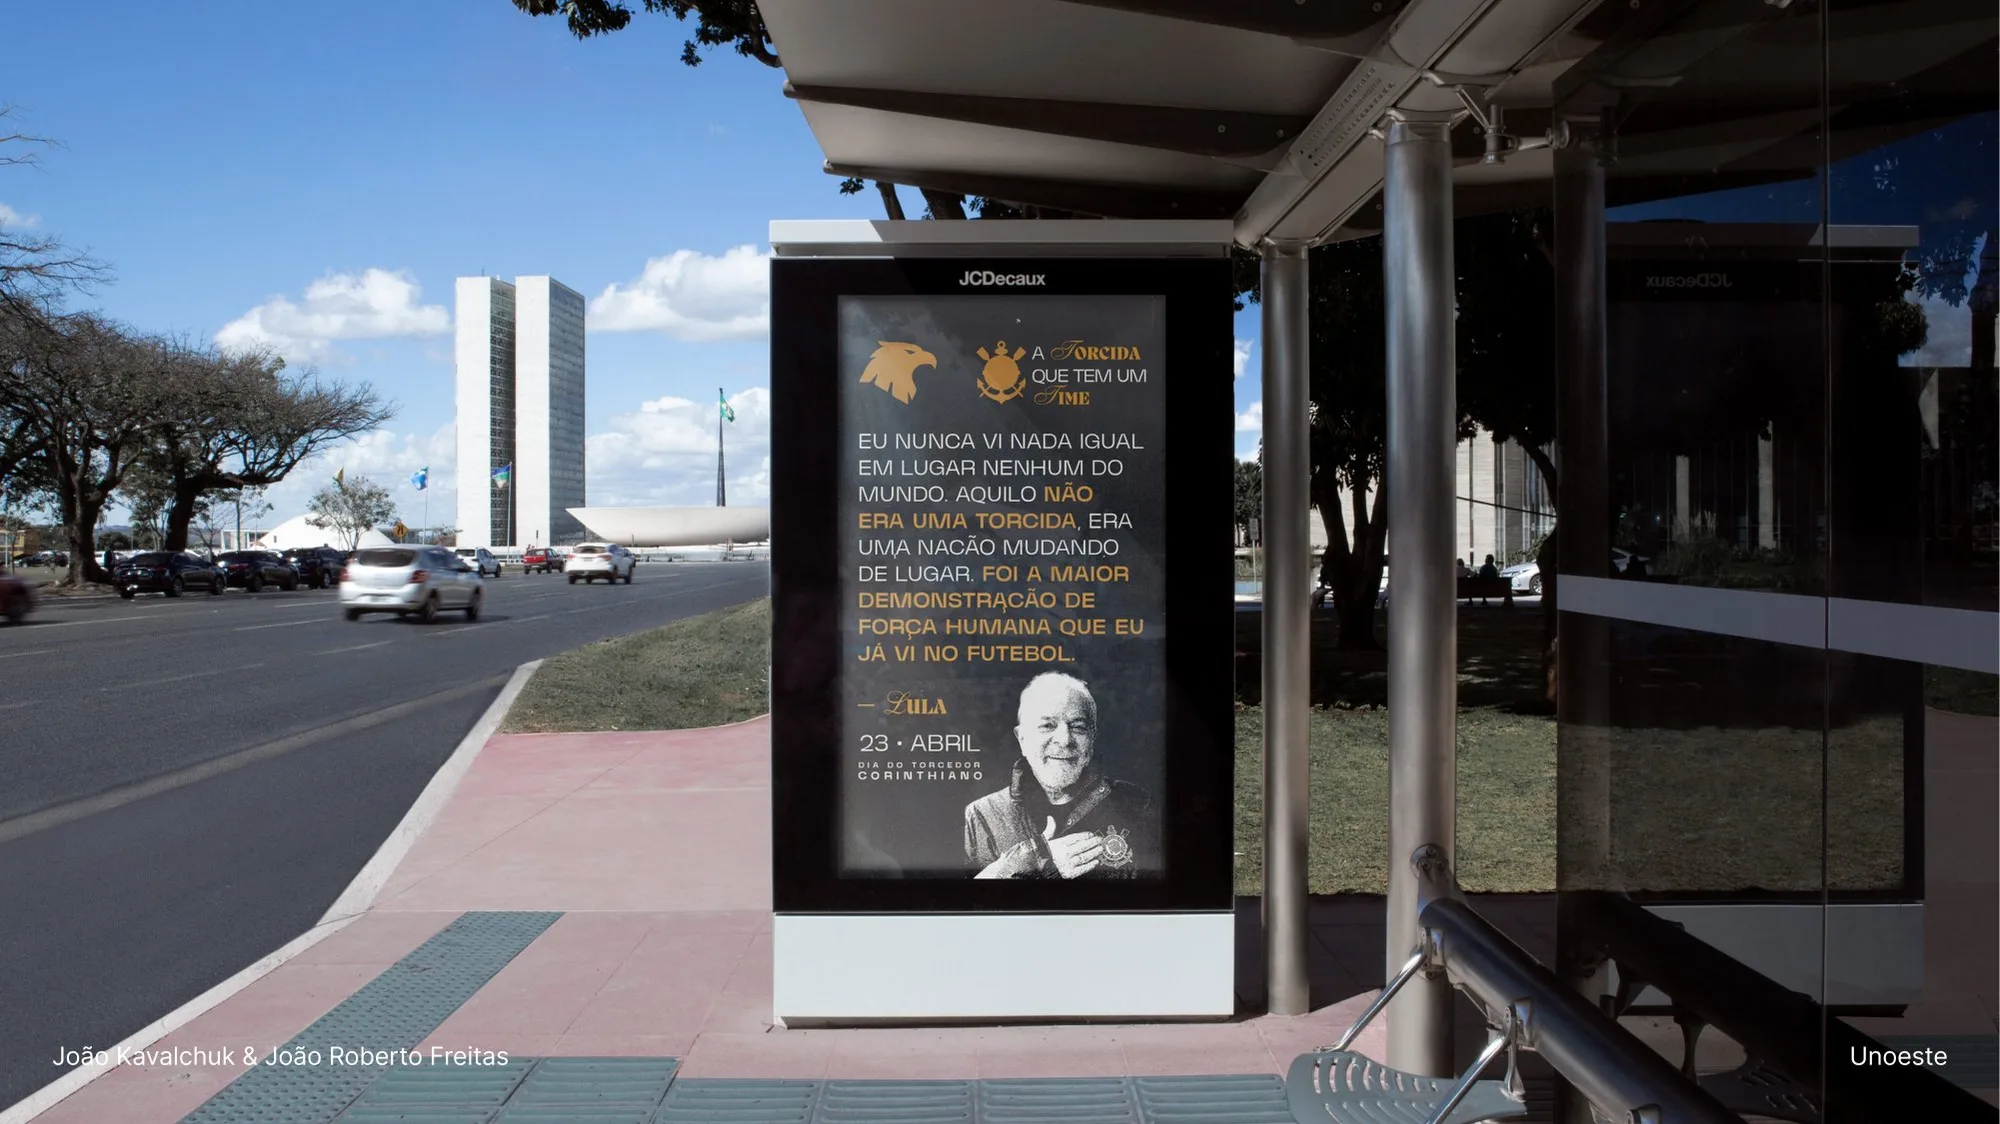 JCDecaux
A TORCIDA
QUE TEM UM
TIME
EU NUNCA VI NADA IGUAL
EM LUGAR NENHUM DO
MUNDO. AQUILO NÃO
ERA UMA TORCIDA, ERA
UMA NAÇÃO MUDANDO
DE LUGAR. FOI A MAIOR
DEMONSTRAÇÃO DE
FORÇA HUMANA QUE EU
JÁ VI NO FUTEBOL.
— LULA
23 • ABRIL
DIA DO TORCEDOR
CORINTHIANO
JCDecaux
João Kavalchuk & João Roberto Freitas
Unoeste